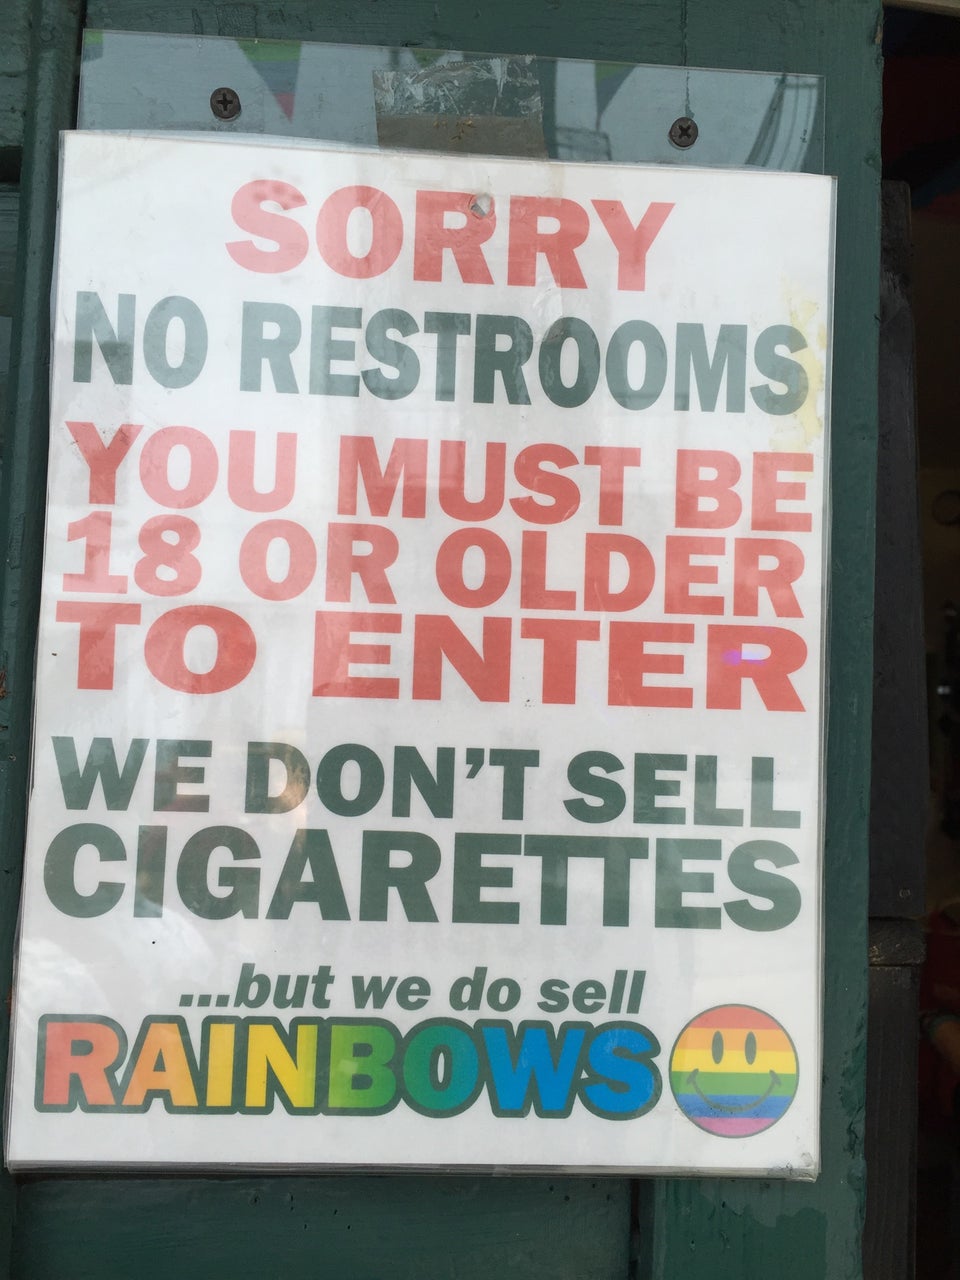 SORRY
NO RESTROOMS
YOU MUST BE
18 OR OLDER
TO ENTER
WE DON'T SELL
CIGARETTES
...but we do sell
RAINBOWS